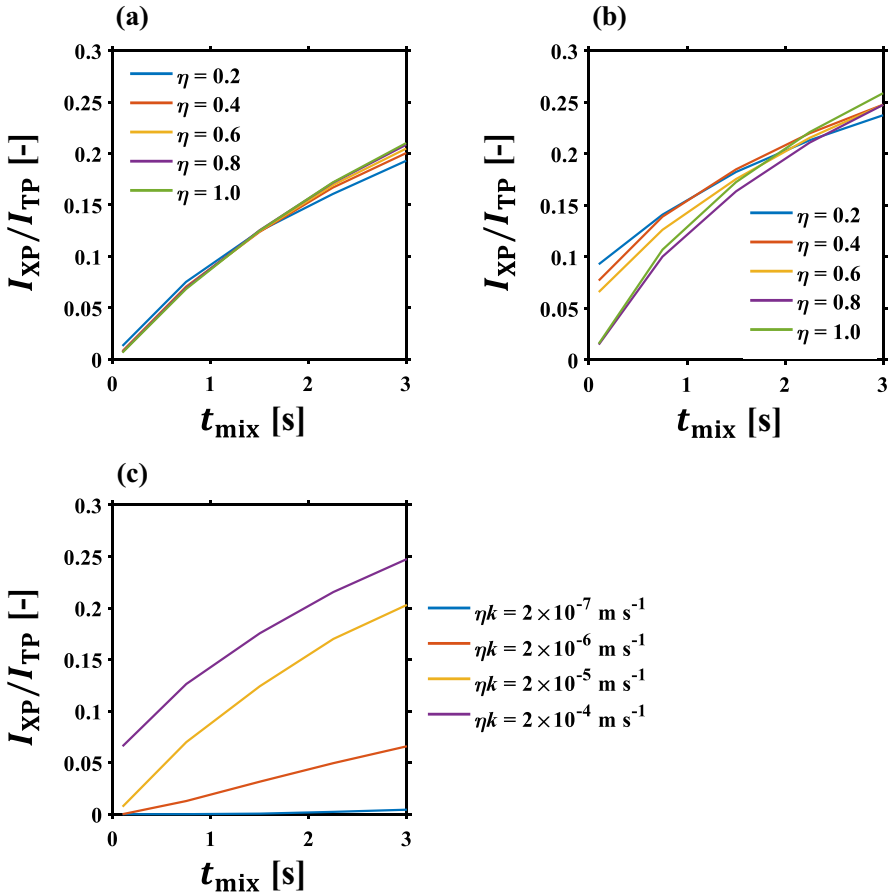 (a)
0.3
0.25
0.2
0.15
0.1
0.05
0
0 1 2 3
I_XP/I_TP [-]
t_mix [s]
η = 0.2
η = 0.4
η = 0.6
η = 0.8
η = 1.0
(b)
0.3
0.25
0.2
0.15
0.1
0.05
0
0 1 2 3
I_XP/I_TP [-]
t_mix [s]
η = 0.2
η = 0.4
η = 0.6
η = 0.8
η = 1.0
(c)
0.3
0.25
0.2
0.15
0.1
0.05
0
0 1 2 3
I_XP/I_TP [-]
t_mix [s]
ηk = 2×10⁻⁷ m s⁻¹
ηk = 2×10⁻⁶ m s⁻¹
ηk = 2×10⁻⁵ m s⁻¹
ηk = 2×10⁻⁴ m s⁻¹